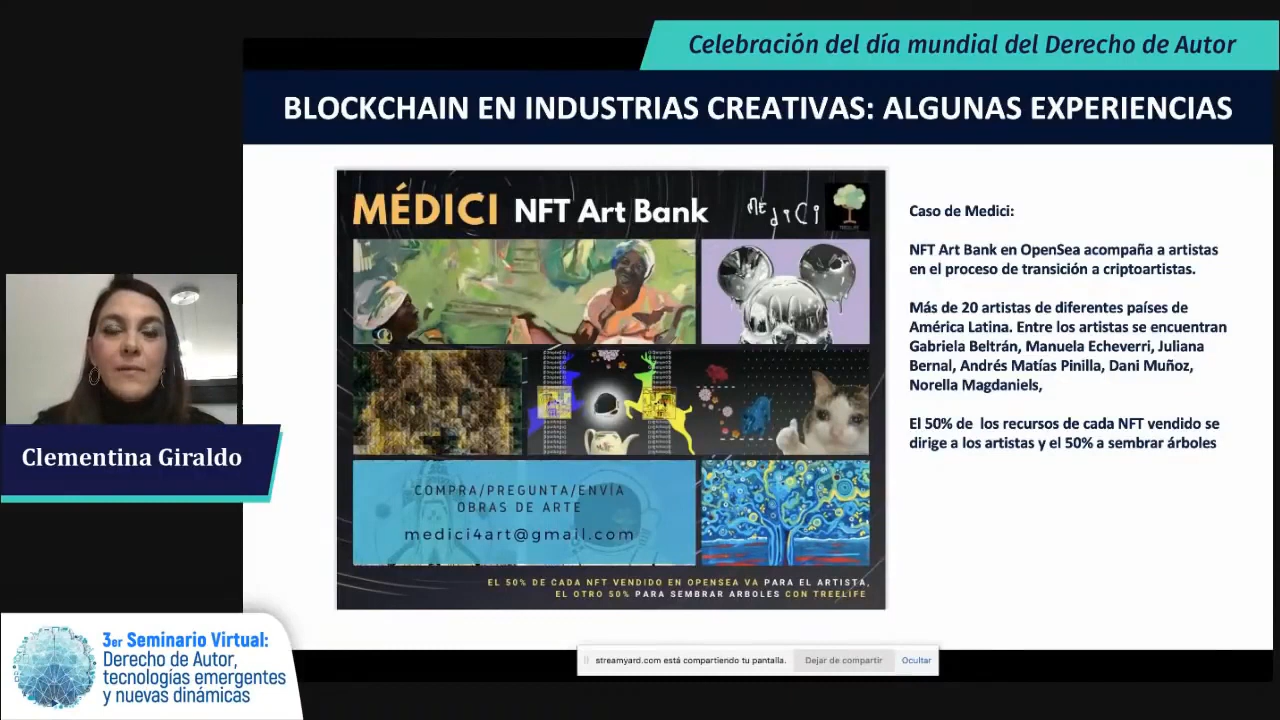 Celebración del día mundial del Derecho de Autor
BLOCKCHAIN EN INDUSTRIAS CREATIVAS: ALGUNAS EXPERIENCIAS
MÉDICI NFT Art Bank
MEdiCi
TREELIFE
COMPRA/PREGUNTA/ENVÍA
OBRAS DE ARTE
medici4art@gmail.com
EL 50% DE CADA NFT VENDIDO EN OPENSEA VA PARA EL ARTISTA,
EL OTRO 50% PARA SEMBRAR ARBOLES CON TREELIFE
Caso de Medici:
NFT Art Bank en OpenSea acompaña a artistas
en el proceso de transición a criptoartistas.
Más de 20 artistas de diferentes países de
América Latina. Entre los artistas se encuentran
Gabriela Beltrán, Manuela Echeverri, Juliana
Bernal, Andrés Matías Pinilla, Dani Muñoz,
Norella Magdaniels,
El 50% de los recursos de cada NFT vendido se
dirige a los artistas y el 50% a sembrar árboles
Clementina Giraldo
3er Seminario Virtual:
Derecho de Autor,
tecnologías emergentes
y nuevas dinámicas
streamyard.com está compartiendo tu pantalla.
Dejar de compartir
Ocultar